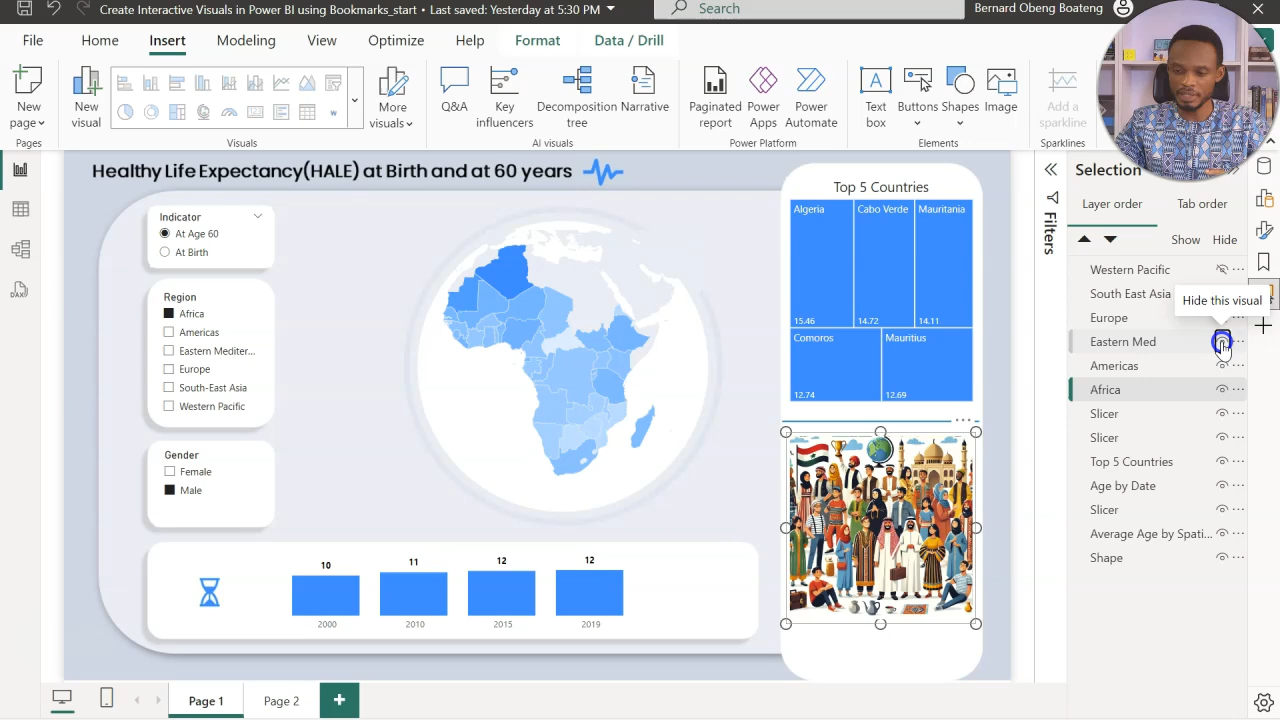 Create Interactive Visuals in Power BI using Bookmarks_start • Last saved: Yesterday at 5:30 PM
Search
Bernard Obeng Boateng
File Home Insert Modeling View Optimize Help Format Data / Drill
New page
New visual
More visuals
Q&A
Key influencers
Decomposition tree
Narrative
Paginated report
Power Apps
Power Automate
Text box
Buttons
Shapes
Image
Add a sparkline
Pages
Visuals
AI visuals
Power Platform
Elements
Sparklines
Healthy Life Expectancy(HALE) at Birth and at 60 years
Indicator
At Age 60
At Birth
Region
Africa
Americas
Eastern Mediter...
Europe
South-East Asia
Western Pacific
Gender
Female
Male
10 11 12 12
2000 2010 2015 2019
Top 5 Countries
Algeria Cabo Verde Mauritania
15.46 14.72 14.11
Comoros Mauritius
12.74 12.69
Filters
Selection
Layer order Tab order
Show Hide
Western Pacific
South East Asia
Hide this visual
Europe
Eastern Med
Americas
Africa
Slicer
Slicer
Top 5 Countries
Age by Date
Slicer
Average Age by Spati...
Shape
DAX
Page 1 Page 2